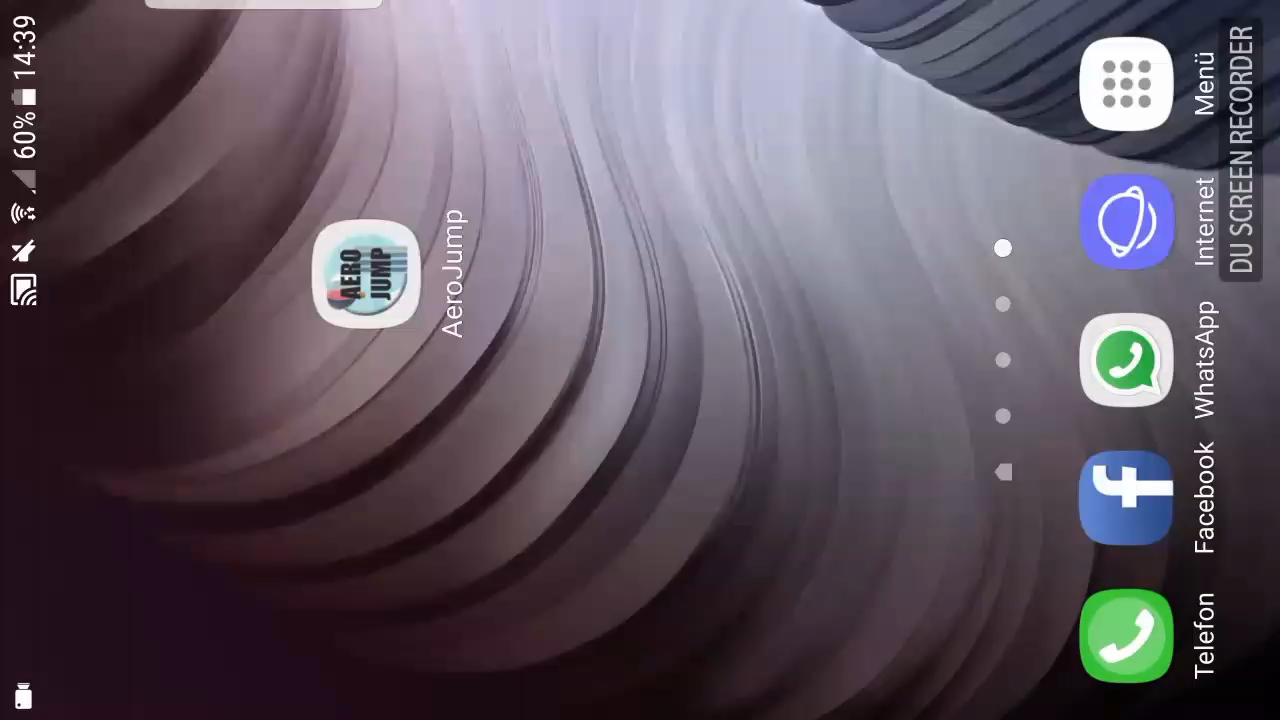 60% 14:39
AERO
JUMP
AeroJump
Telefon
Facebook
WhatsApp
Internet
Menü
DU SCREEN RECORDER